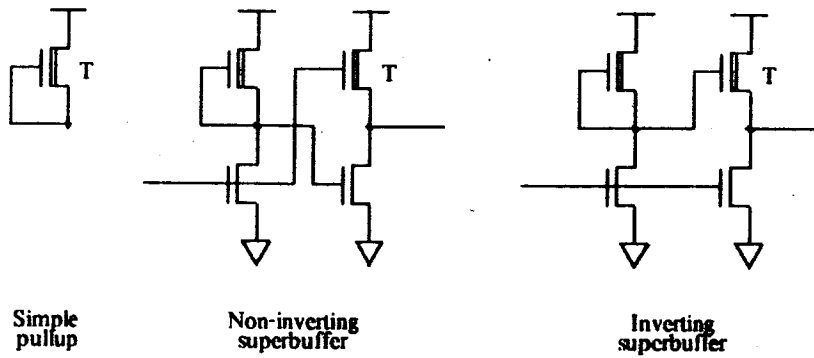 T
T
T
Simple
pullup
Non-inverting
superbuffer
Inverting
superbuffer